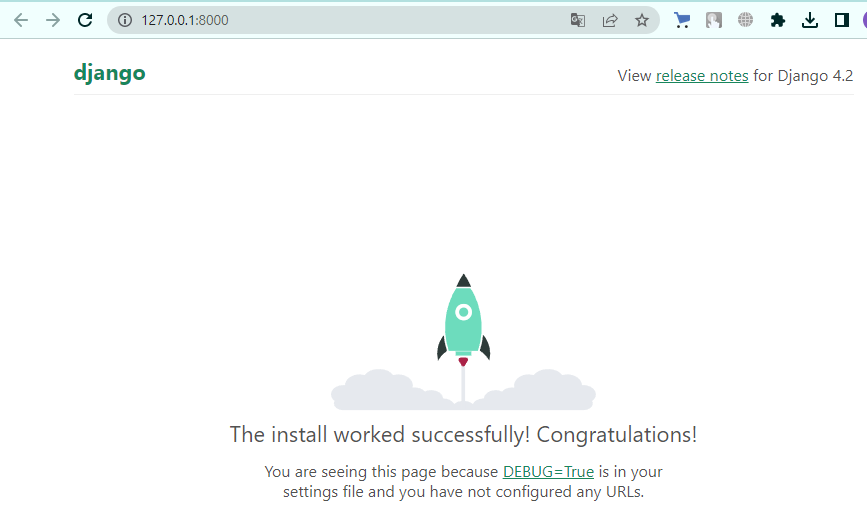 127.0.0.1:8000
django
View release notes for Django 4.2
The install worked successfully! Congratulations!
You are seeing this page because DEBUG=True is in your
settings file and you have not configured any URLs.